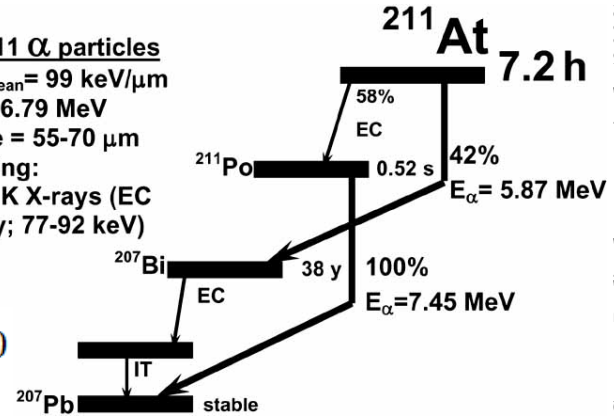 11 α particles
ean= 99 keV/μm
6.79 MeV
e = 55-70 μm
ng:
K X-rays (EC
y; 77-92 keV)
)
211At
7.2 h
58%
EC
211Po
0.52 s
42%
Eα= 5.87 MeV
207Bi
38 y
100%
EC
Eα=7.45 MeV
IT
207Pb
stable